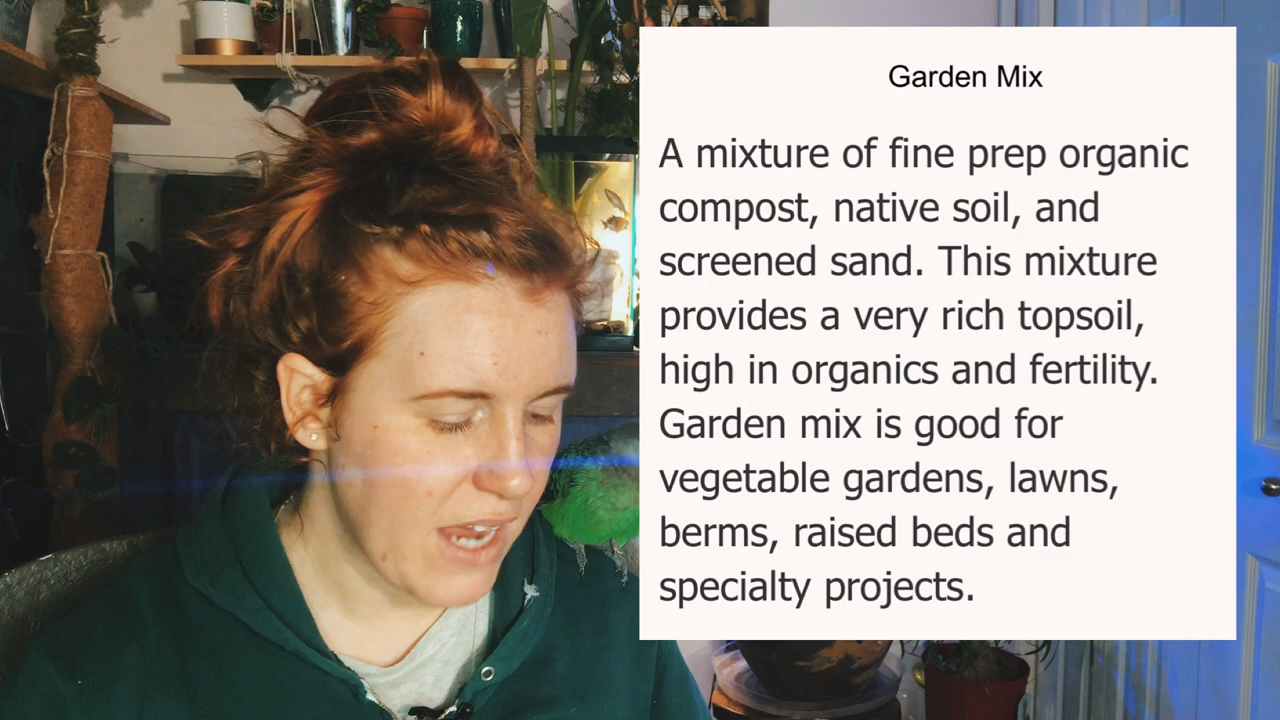 Garden Mix
A mixture of fine prep organic
compost, native soil, and
screened sand. This mixture
provides a very rich topsoil,
high in organics and fertility.
Garden mix is good for
vegetable gardens, lawns,
berms, raised beds and
specialty projects.